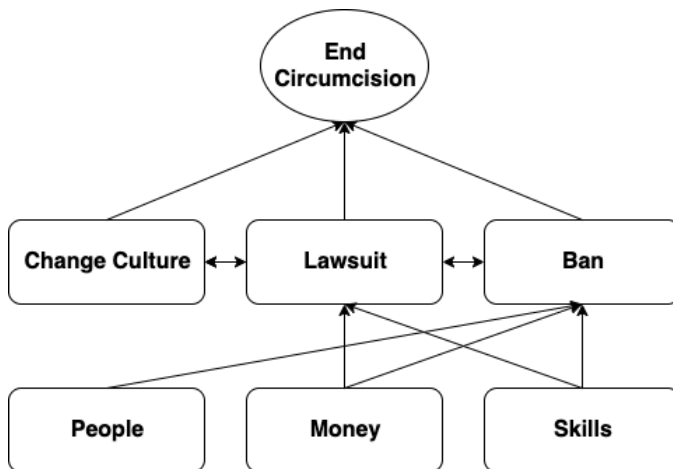 End
Circumcision
Change Culture
Lawsuit
Ban
People
Money
Skills